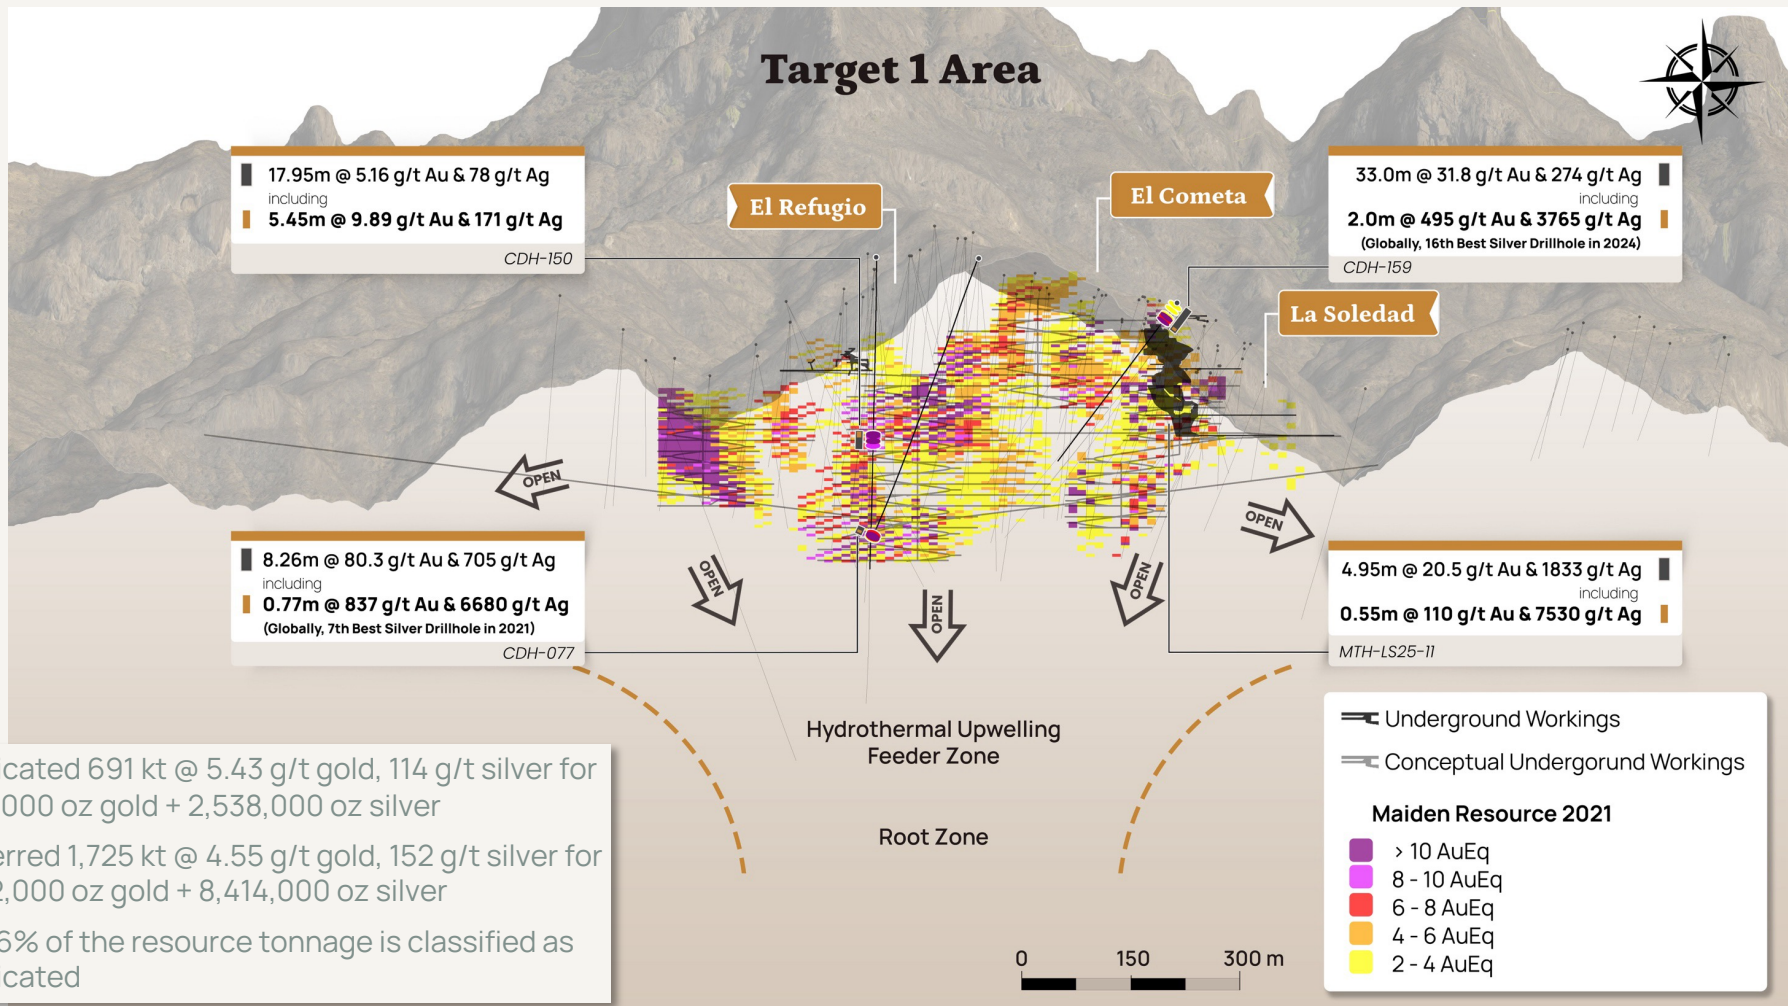 Target 1 Area
17.95m @ 5.16 g/t Au & 78 g/t Ag
including
5.45m @ 9.89 g/t Au & 171 g/t Ag
CDH-150
El Refugio
El Cometa
33.0m @ 31.8 g/t Au & 274 g/t Ag
including
2.0m @ 495 g/t Au & 3765 g/t Ag
(Globally, 16th Best Silver Drillhole in 2024)
CDH-159
La Soledad
OPEN
OPEN
OPEN
OPEN
OPEN
8.26m @ 80.3 g/t Au & 705 g/t Ag
including
0.77m @ 837 g/t Au & 6680 g/t Ag
(Globally, 7th Best Silver Drillhole in 2021)
CDH-077
4.95m @ 20.5 g/t Au & 1833 g/t Ag
including
0.55m @ 110 g/t Au & 7530 g/t Ag
MTH-LS25-11
Hydrothermal Upwelling
Feeder Zone
Root Zone
cated 691 kt @ 5.43 g/t gold, 114 g/t silver for
000 oz gold + 2,538,000 oz silver
erred 1,725 kt @ 4.55 g/t gold, 152 g/t silver for
2,000 oz gold + 8,414,000 oz silver
6% of the resource tonnage is classified as
cated
Underground Workings
Conceptual Undergorund Workings
Maiden Resource 2021
> 10 AuEq
8 - 10 AuEq
6 - 8 AuEq
4 - 6 AuEq
2 - 4 AuEq
0 150 300 m